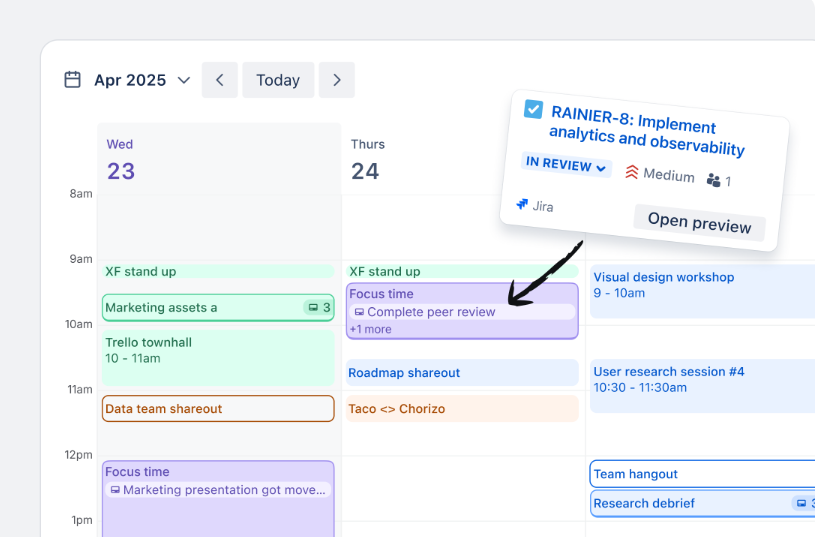 Apr 2025
Today
RAINIER-8: Implement
analytics and observability
IN REVIEW
Medium
1
Jira
Open preview
Wed
23
Thurs
24
8am
9am
10am
11am
12pm
1pm
XF stand up
Marketing assets a
3
Trello townhall
10 - 11am
Data team shareout
Focus time
Marketing presentation got move...
XF stand up
Focus time
Complete peer review
+1 more
Roadmap shareout
Taco <> Chorizo
Visual design workshop
9 - 10am
User research session #4
10:30 - 11:30am
Team hangout
Research debrief